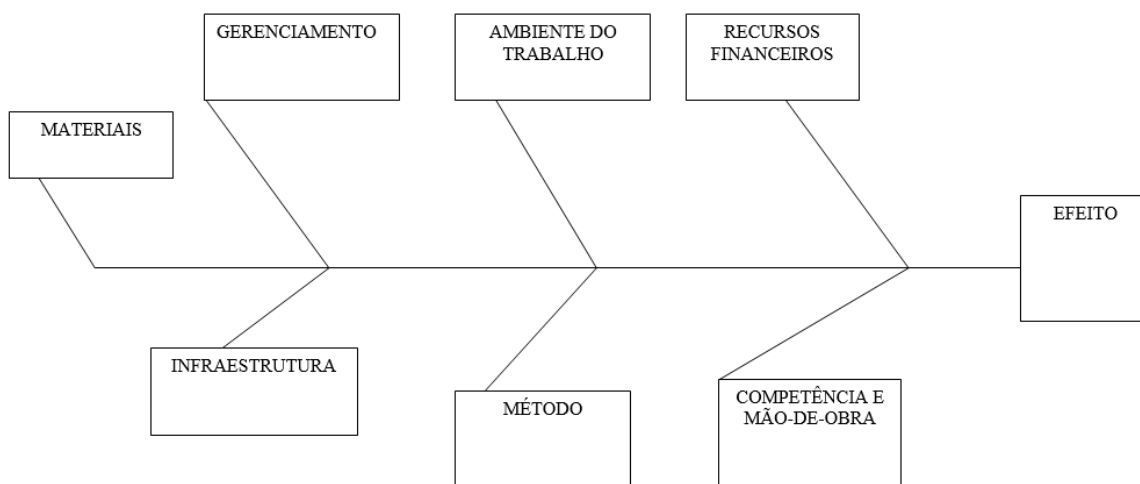 GERENCIAMENTO
AMBIENTE DO
TRABALHO
RECURSOS
FINANCEIROS
MATERIAIS
EFEITO
INFRAESTRUTURA
MÉTODO
COMPETÊNCIA E
MÃO-DE-OBRA